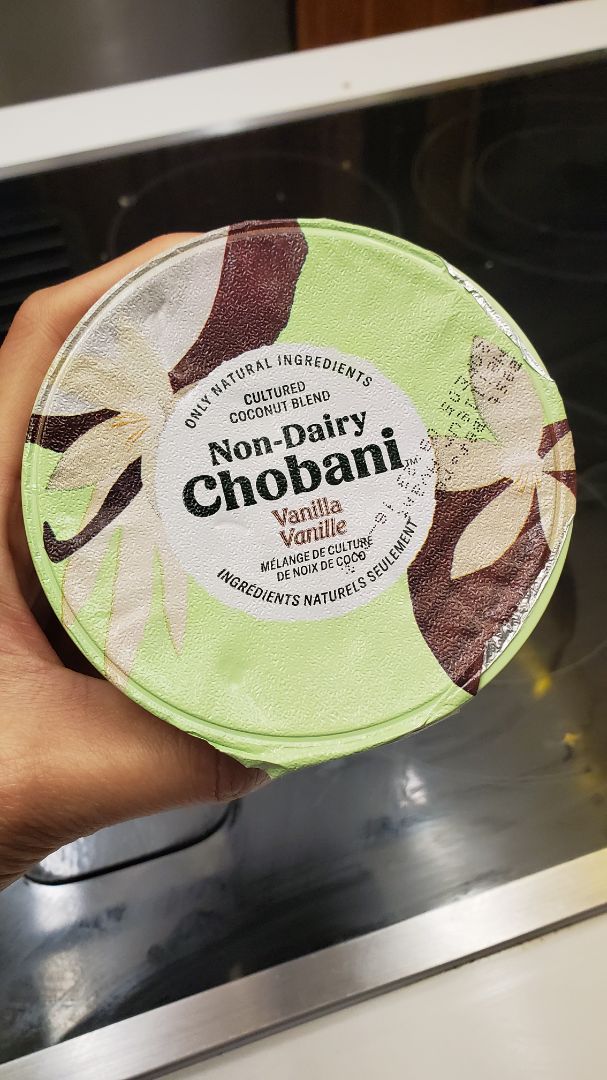 ONLY NATURAL INGREDIENTS
CULTURED
COCONUT BLEND
Non-Dairy
Chobani™
Vanilla
Vanille
MÉLANGE DE CULTURE
DE NOIX DE COCO
INGRÉDIENTS NATURELS SEULEMENT